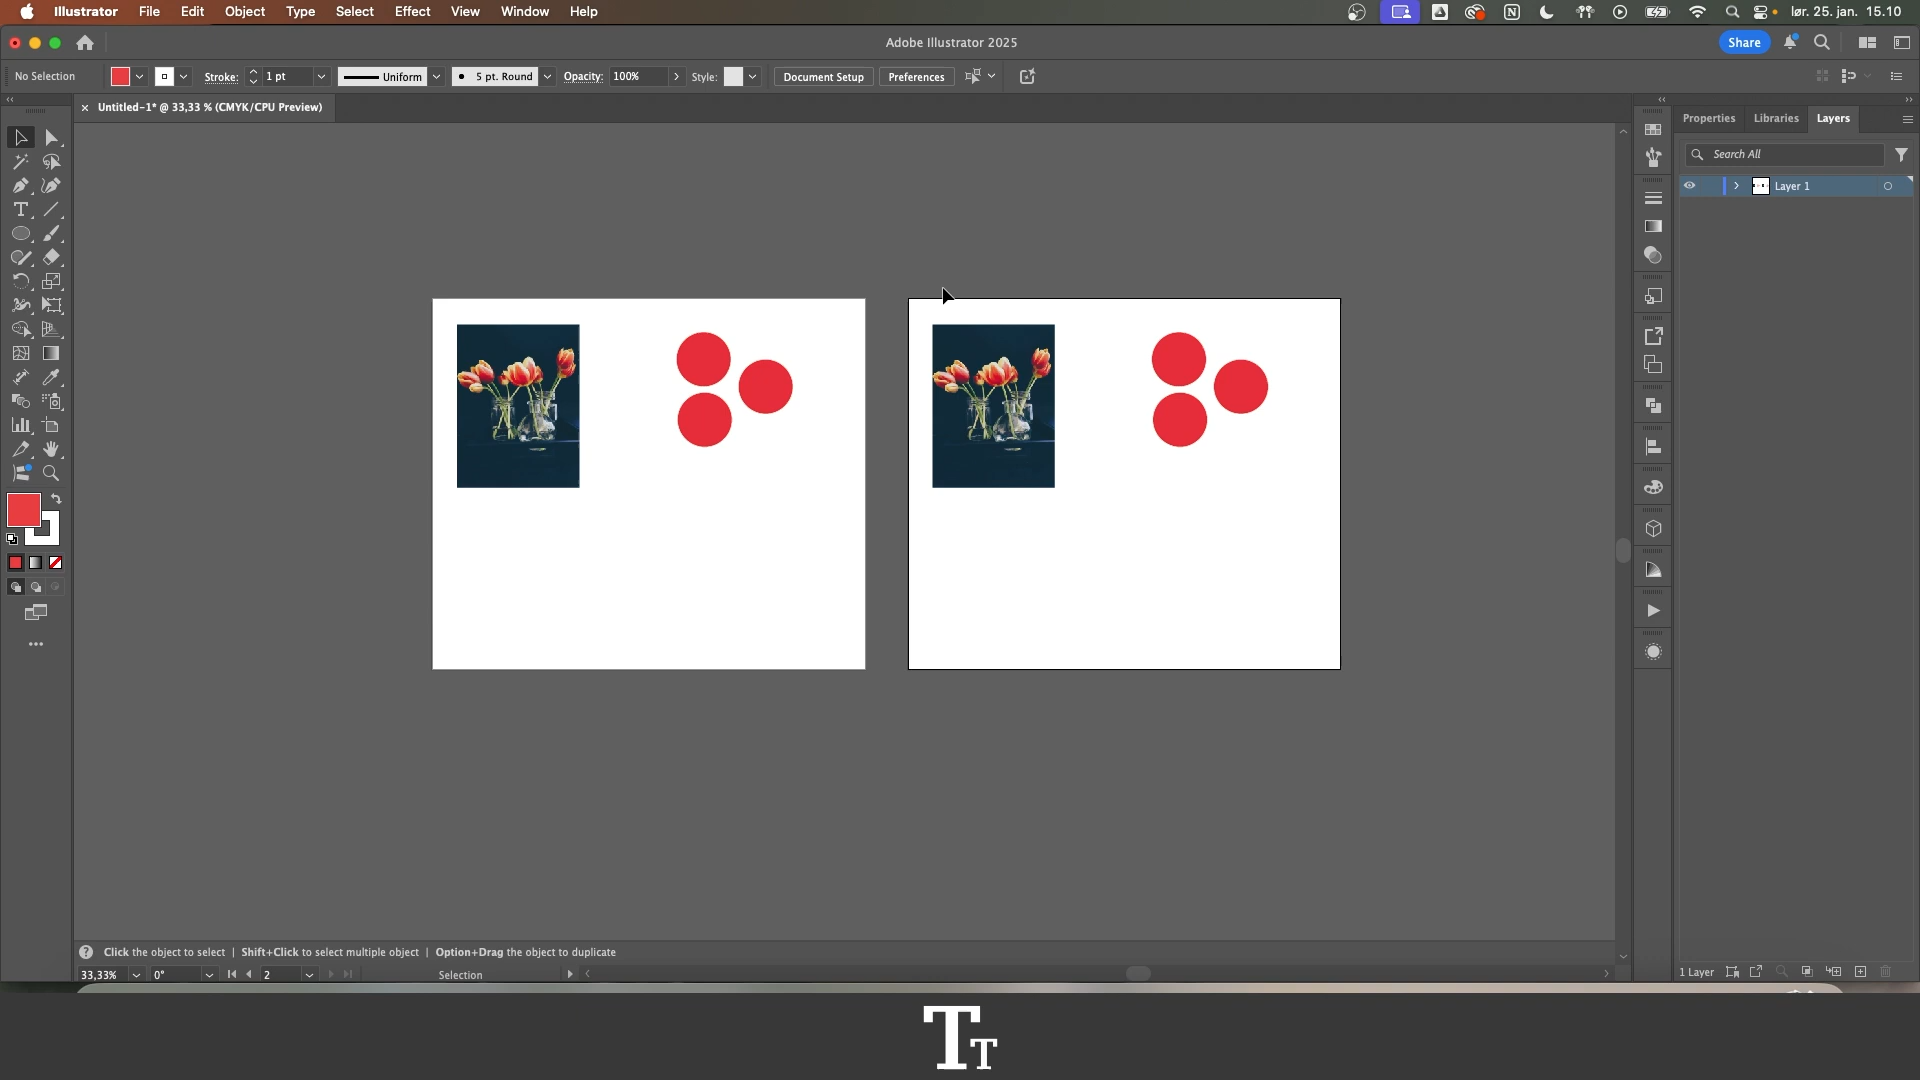 Illustrator File Edit Object Type Select Effect View Window Help
lør. 25. jan. 15.10
Adobe Illustrator 2025
Share
No Selection Stroke: 1 pt Uniform 5 pt. Round Opacity: 100% Style: Document Setup Preferences
Untitled-1* @ 33,33 % (CMYK/CPU Preview)
Properties Libraries Layers
Search All
Layer 1
Click the object to select | Shift+Click to select multiple object | Option+Drag the object to duplicate
33,33% 0° 2 Selection
1 Layer
TT